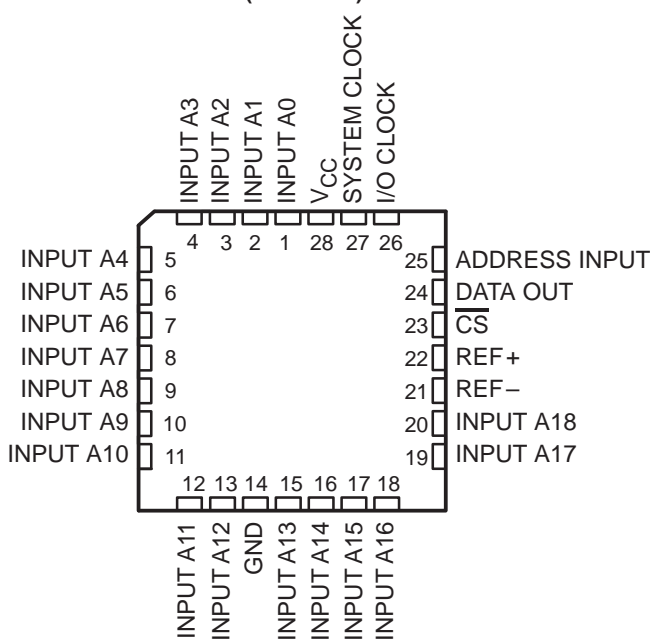 INPUT A3
INPUT A2
INPUT A1
INPUT A0
VCC
SYSTEM CLOCK
I/O CLOCK
4 3 2 1 28 27 26
INPUT A4 5
INPUT A5 6
INPUT A6 7
INPUT A7 8
INPUT A8 9
INPUT A9 10
INPUT A10 11
25 ADDRESS INPUT
24 DATA OUT
23 CS
22 REF+
21 REF–
20 INPUT A18
19 INPUT A17
12 13 14 15 16 17 18
INPUT A11
INPUT A12
GND
INPUT A13
INPUT A14
INPUT A15
INPUT A16